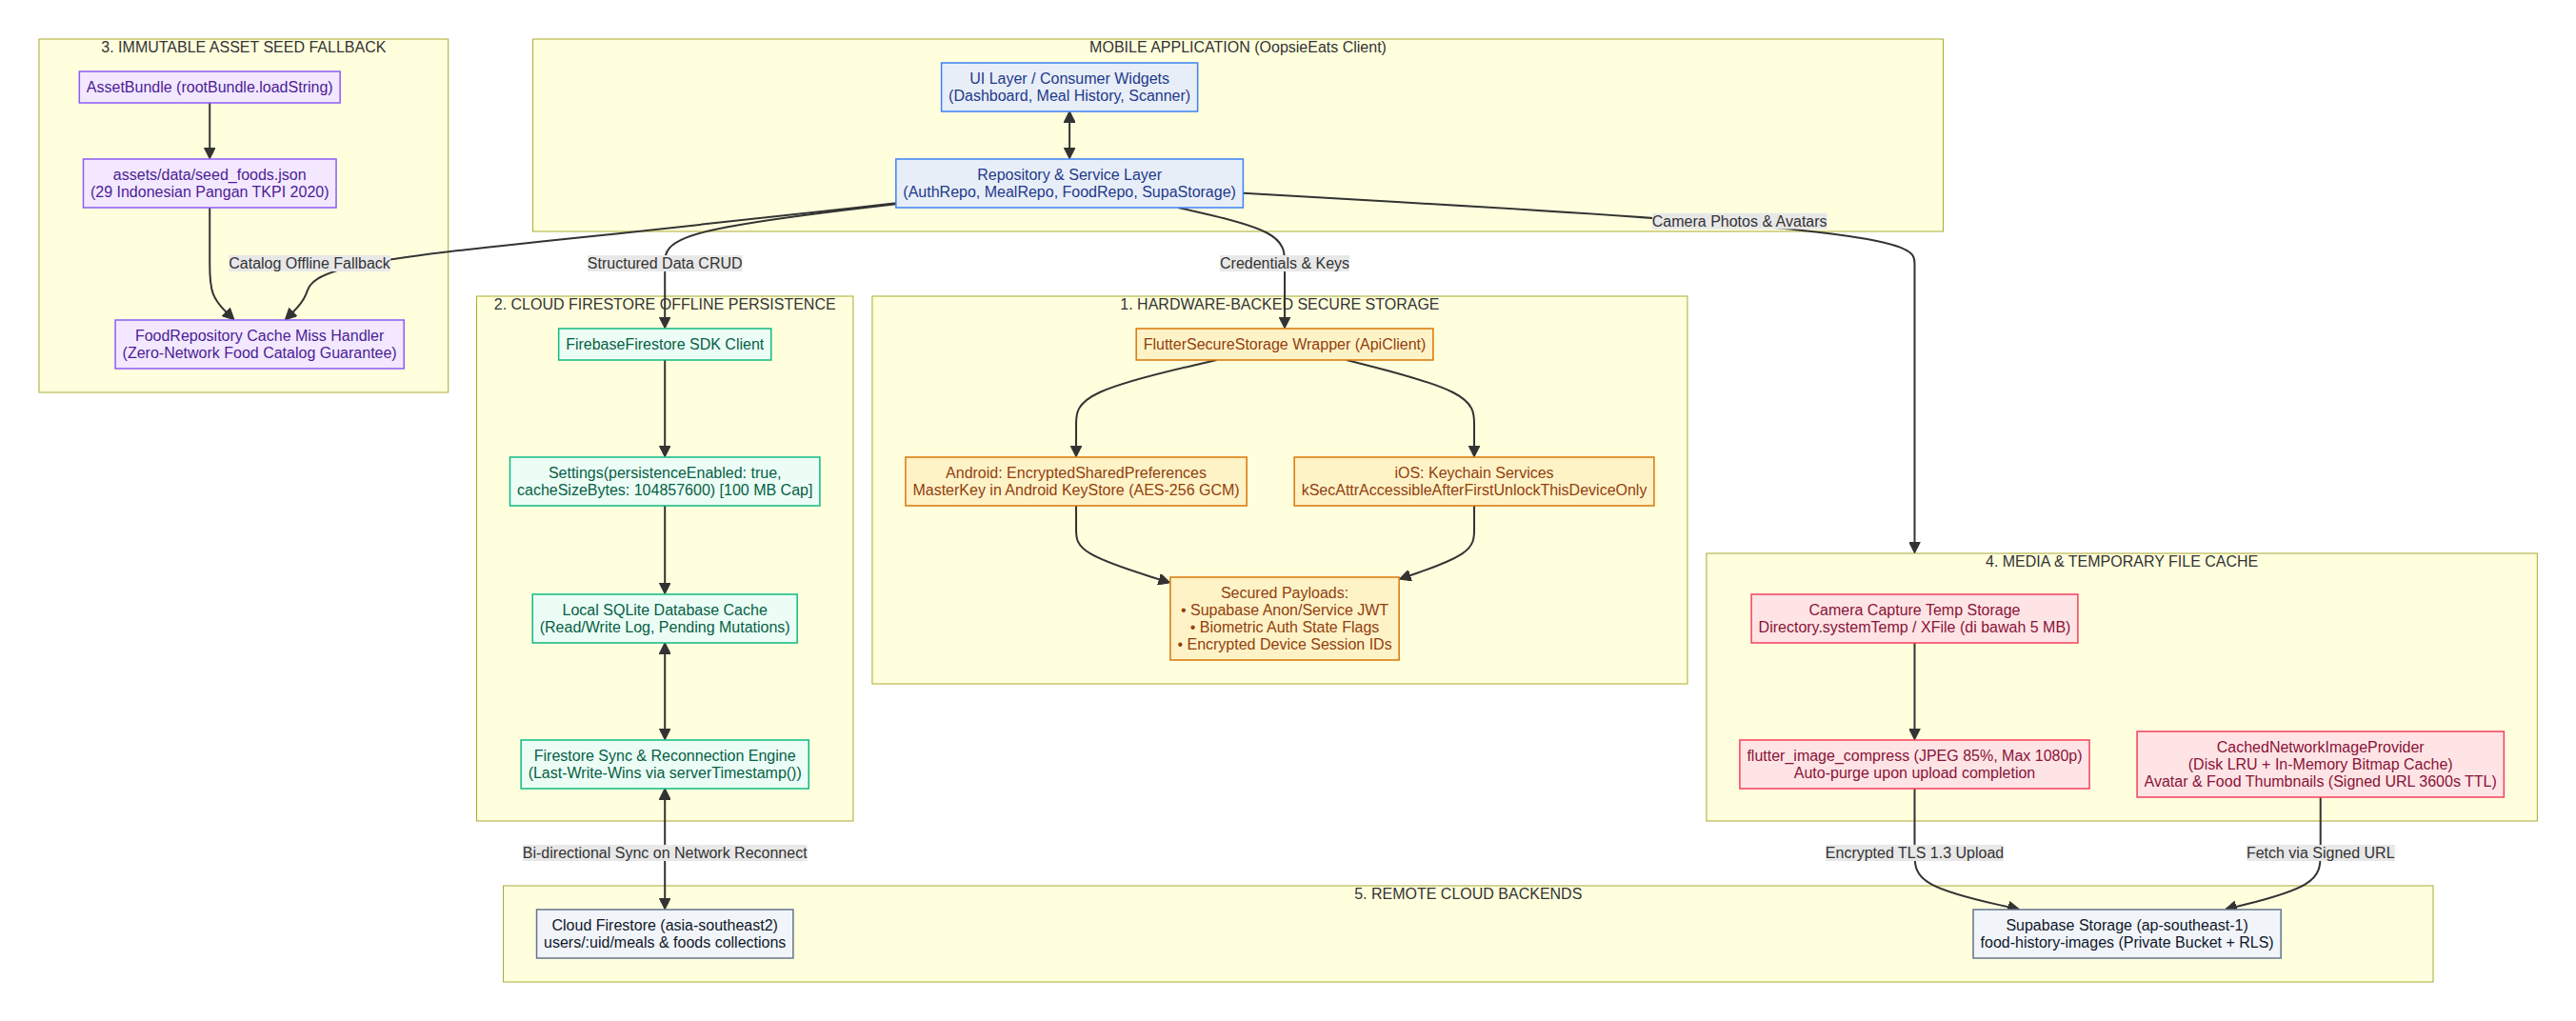 3. IMMUTABLE ASSET SEED FALLBACK
AssetBundle (rootBundle.loadString)
assets/data/seed_foods.json
(29 Indonesian Pangan TKPI 2020)
Catalog Offline Fallback
FoodRepository Cache Miss Handler
(Zero-Network Food Catalog Guarantee)
MOBILE APPLICATION (OopsieEats Client)
UI Layer / Consumer Widgets
(Dashboard, Meal History, Scanner)
Repository & Service Layer
(AuthRepo, MealRepo, FoodRepo, SupaStorage)
Camera Photos & Avatars
Structured Data CRUD
Credentials & Keys
2. CLOUD FIRESTORE OFFLINE PERSISTENCE
FirebaseFirestore SDK Client
Settings(persistenceEnabled: true,
cacheSizeBytes: 104857600) [100 MB Cap]
Local SQLite Database Cache
(Read/Write Log, Pending Mutations)
Firestore Sync & Reconnection Engine
(Last-Write-Wins via serverTimestamp())
Bi-directional Sync on Network Reconnect
1. HARDWARE-BACKED SECURE STORAGE
FlutterSecureStorage Wrapper (ApiClient)
Android: EncryptedSharedPreferences
MasterKey in Android KeyStore (AES-256 GCM)
iOS: Keychain Services
kSecAttrAccessibleAfterFirstUnlockThisDeviceOnly
Secured Payloads:
• Supabase Anon/Service JWT
• Biometric Auth State Flags
• Encrypted Device Session IDs
4. MEDIA & TEMPORARY FILE CACHE
Camera Capture Temp Storage
Directory.systemTemp / XFile (di bawah 5 MB)
flutter_image_compress (JPEG 85%, Max 1080p)
Auto-purge upon upload completion
CachedNetworkImageProvider
(Disk LRU + In-Memory Bitmap Cache)
Avatar & Food Thumbnails (Signed URL 3600s TTL)
Encrypted TLS 1.3 Upload
Fetch via Signed URL
5. REMOTE CLOUD BACKENDS
Cloud Firestore (asia-southeast2)
users/:uid/meals & foods collections
Supabase Storage (ap-southeast-1)
food-history-images (Private Bucket + RLS)